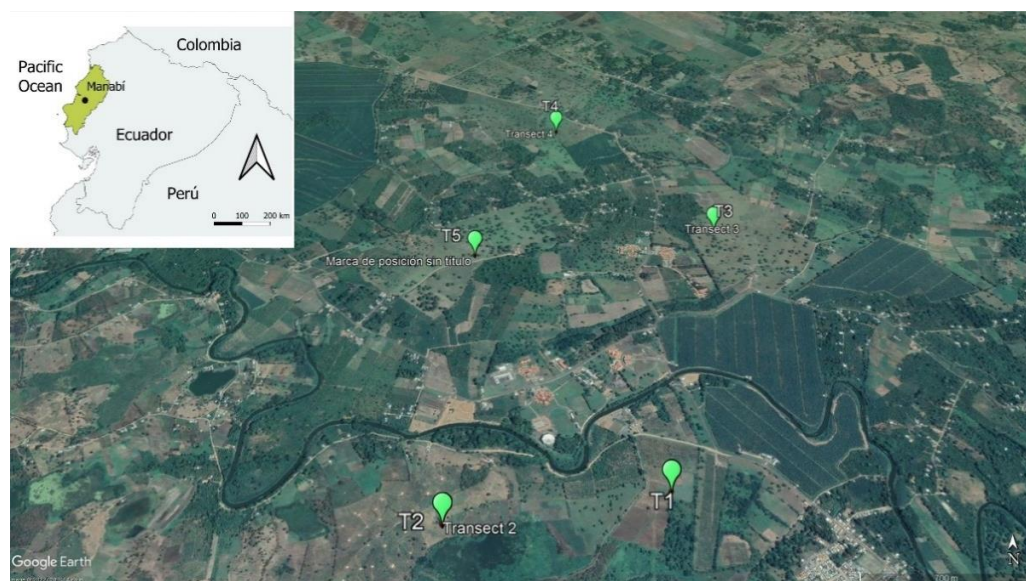 Colombia
Pacific
Ocean
Manabí
Ecuador
Perú
0 100 200 km
T4
Transect 4
T3
Transect 3
T5
Marca de posición sin título
T1
T2
Transect 2
Google Earth
N